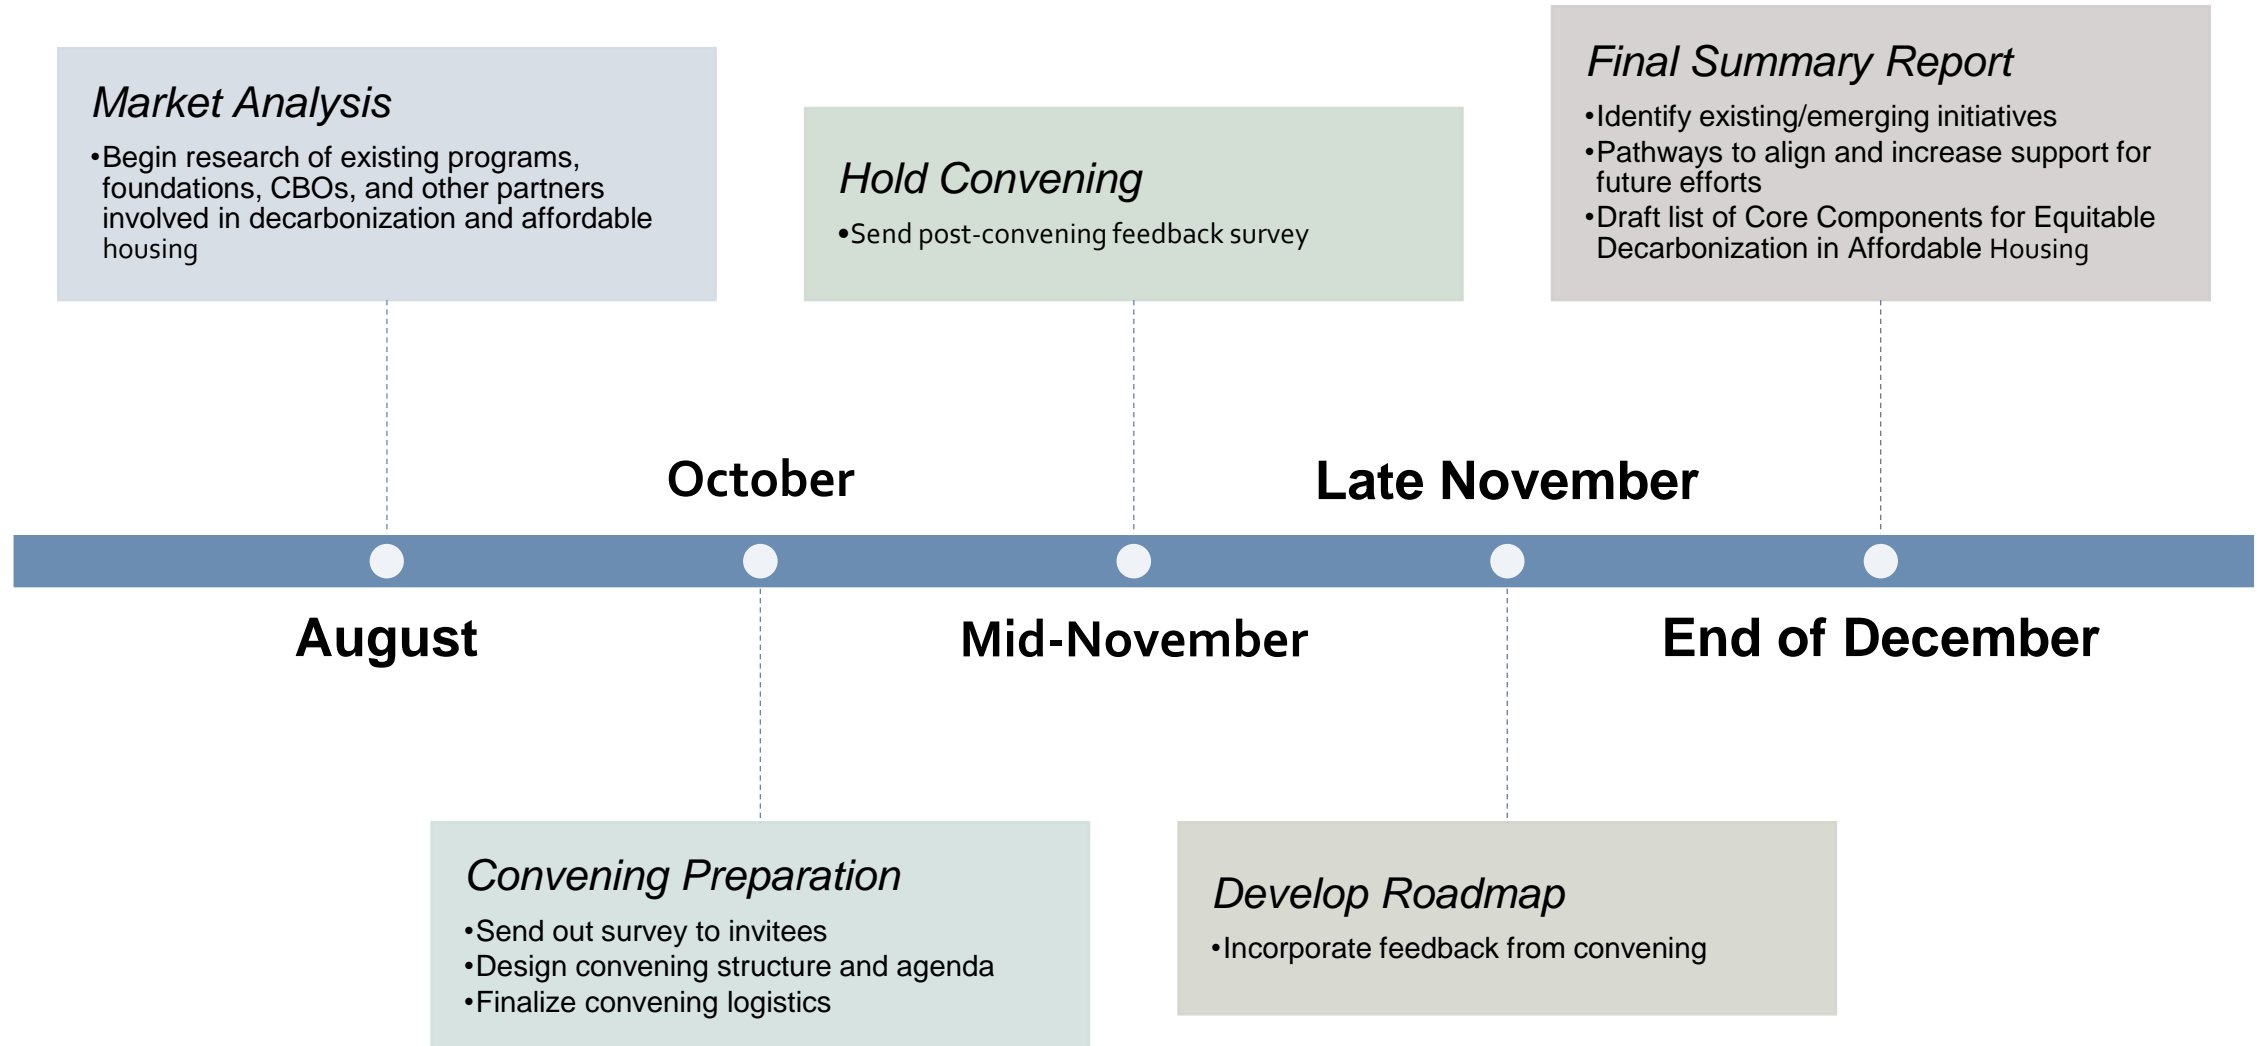 Market Analysis
•Begin research of existing programs,
foundations, CBOs, and other partners
involved in decarbonization and affordable
housing
Hold Convening
•Send post-convening feedback survey
Final Summary Report
•Identify existing/emerging initiatives
•Pathways to align and increase support for
future efforts
•Draft list of Core Components for Equitable
Decarbonization in Affordable Housing
October
Late November
August
Mid-November
End of December
Convening Preparation
•Send out survey to invitees
•Design convening structure and agenda
•Finalize convening logistics
Develop Roadmap
•Incorporate feedback from convening